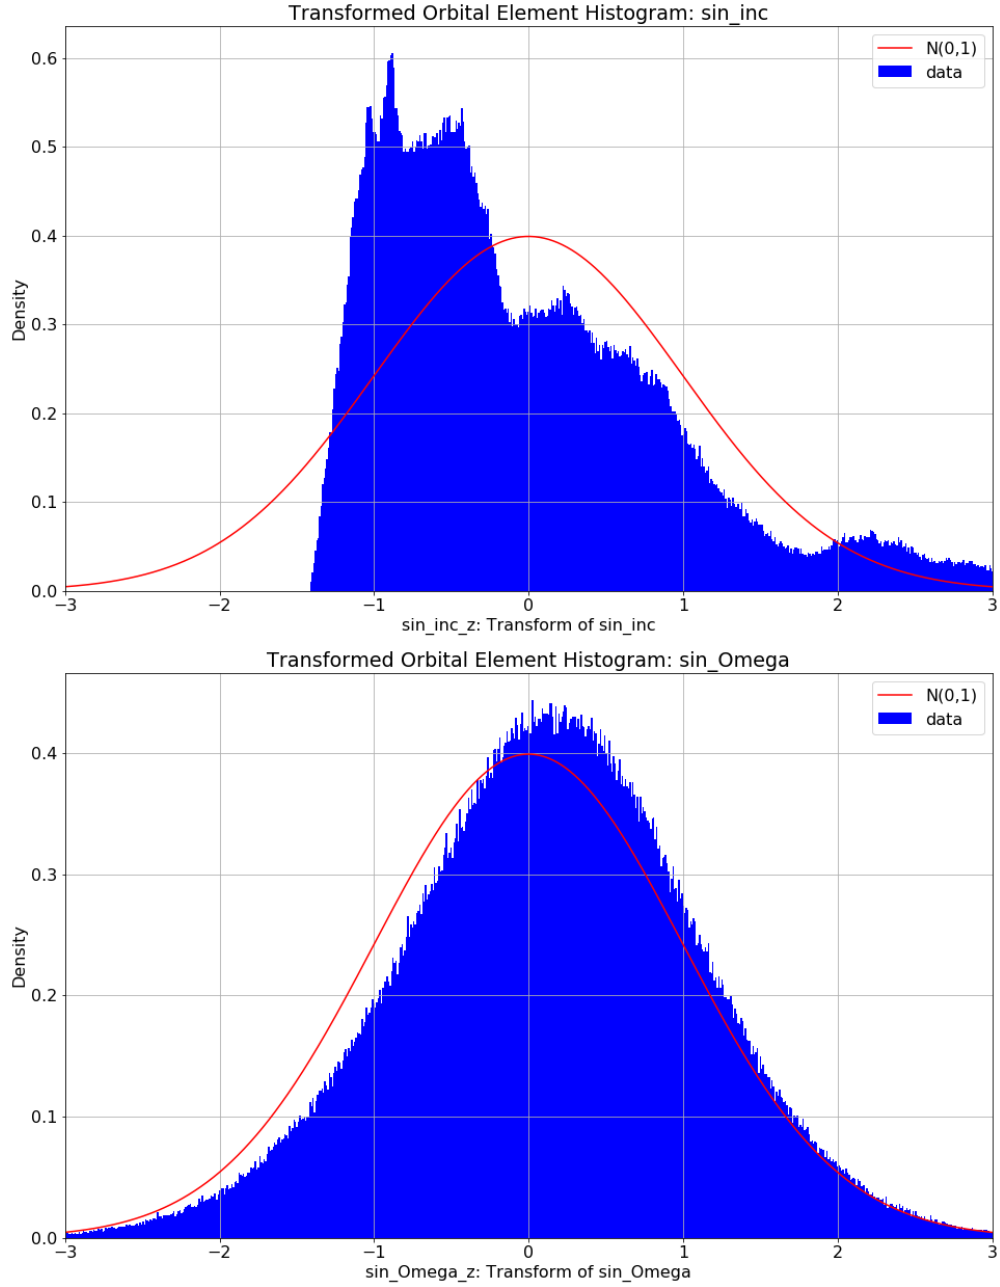 Transformed Orbital Element Histogram: sin_inc
N(0,1)
data
Density
0.6
0.5
0.4
0.3
0.2
0.1
0.0
−3 −2 −1 0 1 2 3
sin_inc_z: Transform of sin_inc
Transformed Orbital Element Histogram: sin_Omega
N(0,1)
data
Density
0.4
0.3
0.2
0.1
0.0
−3 −2 −1 0 1 2 3
sin_Omega_z: Transform of sin_Omega